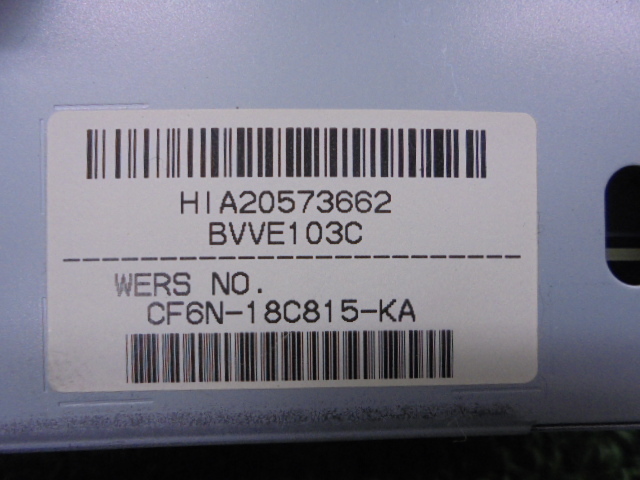 HIA20573662
BVVE103C
WERS NO.
CF6N-18C815-KA